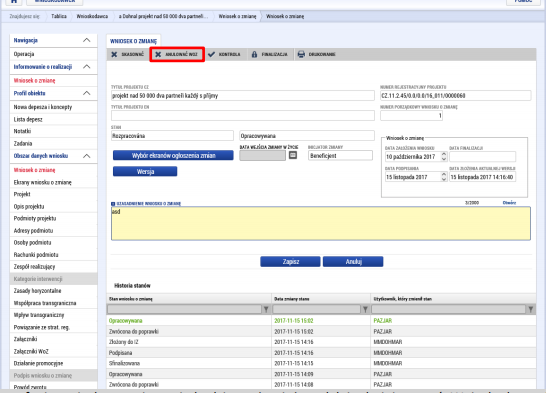 WNIOSKODAWCA
POMOC
Znajdujesz się: Tablica Wnioskodawca a Dohnal projekt nad 50 000 dva partneři... Wniosek o zmianę Wniosek o zmianę
Nawigacja
Operacja
Informowanie o realizacji
Wniosek o zmianę
Profil obiektu
Nowa depesza i koncepty
Lista depesz
Notatki
Zadania
Obszar danych wniosku
Wniosek o zmianę
Ekrany wniosku o zmianę
Projekt
Opis projektu
Podmioty projektu
Adresy podmiotu
Osoby podmiotu
Rachunki podmiotu
Zespół realizujący
Kategorie interwencji
Zasady horyzontalne
Współpraca transgraniczna
Wpływ transgraniczny
Powiązanie ze strat. reg.
Załączniki
Załączniki WoZ
Działanie promocyjne
Podpis wniosku o zmianę
Powód zwrotu
WNIOSEK O ZMIANĘ
SKASOWAĆ ANULOWAĆ WOZ KONTROLA FINALIZACJA DRUKOWANIE
TYTUŁ PROJEKTU CZ
projekt nad 50 000 dva partneři každý s příjmy
NUMER REJESTRACYJNY PROJEKTU
CZ.11.2.45/0.0/0.0/16_011/0000060
TYTUŁ PROJEKTU EN
NUMER PORZĄDKOWY WNIOSKU O ZMIANĘ
1
STAN
Rozpracována Opracowywana
DATA WEJŚCIA ZMIANY W ŻYCIE
INICJATOR ZMIANY
Beneficjent
Wybór ekranów ogłoszenia zmian
Wersja
Wniosek o zmianę
DATA ZAŁOŻENIA WNIOSKU DATA FINALIZACJI
10 października 2017
DATA PODPISANIA DATA ZŁOŻENIA AKTUALNEJ WERSJI
15 listopada 2017 15 listopada 2017 14:16:40
UZASADNIENIE WNIOSKU O ZMIANĘ 3/2000 Otwórz
asd
Zapisz Anuluj
Historia stanów
Stan wniosku o zmianę Data zmiany stanu Użytkownik, który zmienił stan
Opracowywana 2017-11-15 15:02 PAZJAR
Zwrócona do poprawki 2017-11-15 15:02 PAZJAR
Złożony do IZ 2017-11-15 14:16 MMDOHMAR
Podpisana 2017-11-15 14:16 MMDOHMAR
Sfinalizowana 2017-11-15 14:15 MMDOHMAR
Opracowywana 2017-11-15 14:09 PAZJAR
Zwrócona do poprawki 2017-11-15 14:08 PAZJAR